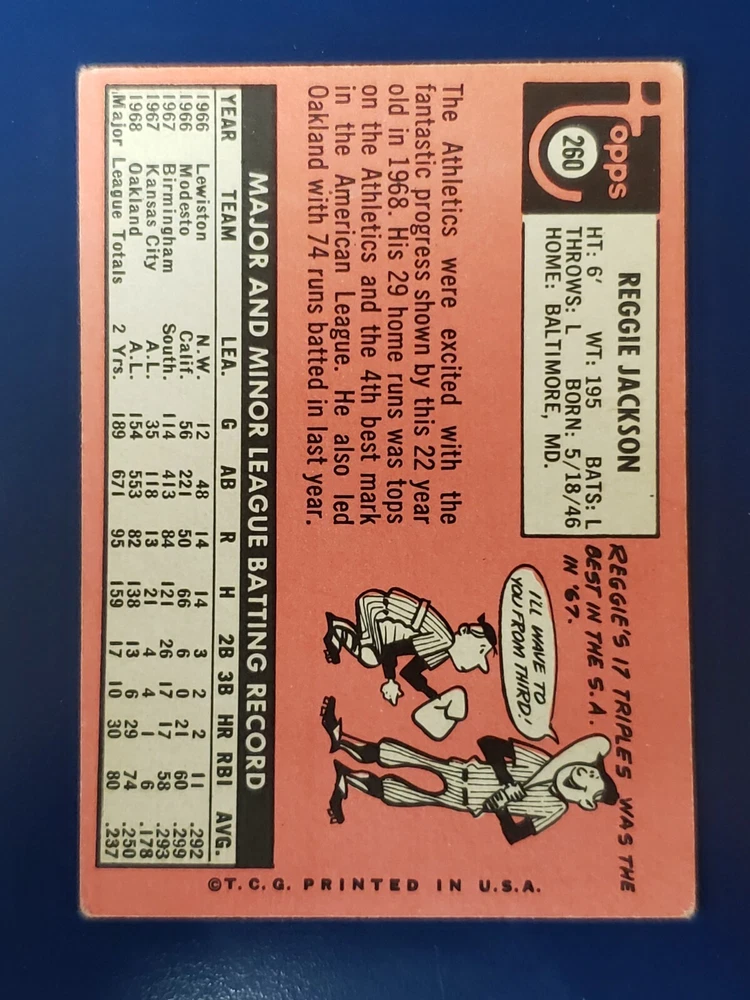 Topps
260
REGGIE JACKSON
HT: 6' WT: 195 BATS: L
THROWS: L BORN: 5/18/46
HOME: BALTIMORE, MD.
REGGIE'S 17 TRIPLES WAS THE
BEST IN THE S.A.
IN '67.
I'LL WAVE TO
YOU FROM THIRD!
The Athletics were excited with the
fantastic progress shown by this 22 year
old in 1968. His 29 home runs was tops
on the Athletics and the 4th best mark
in the American League. He also led
Oakland with 74 runs batted in last year.
MAJOR AND MINOR LEAGUE BATTING RECORD
YEAR TEAM LEA. G AB R H 2B 3B HR RBI AVG.
1966 Lewiston N.W. 12 48 14 14 3 2 2 11 .292
1966 Modesto Calif. 56 221 50 66 6 0 21 60 .299
1967 Birmingham South. 114 413 84 121 26 17 17 58 .293
1967 Kansas City A.L. 35 118 13 21 4 4 1 6 .178
1968 Oakland A.L. 154 553 82 138 13 6 29 74 .250
Major League Totals 2 Yrs. 189 671 95 159 17 10 30 80 .237
©T.C.G. PRINTED IN U.S.A.